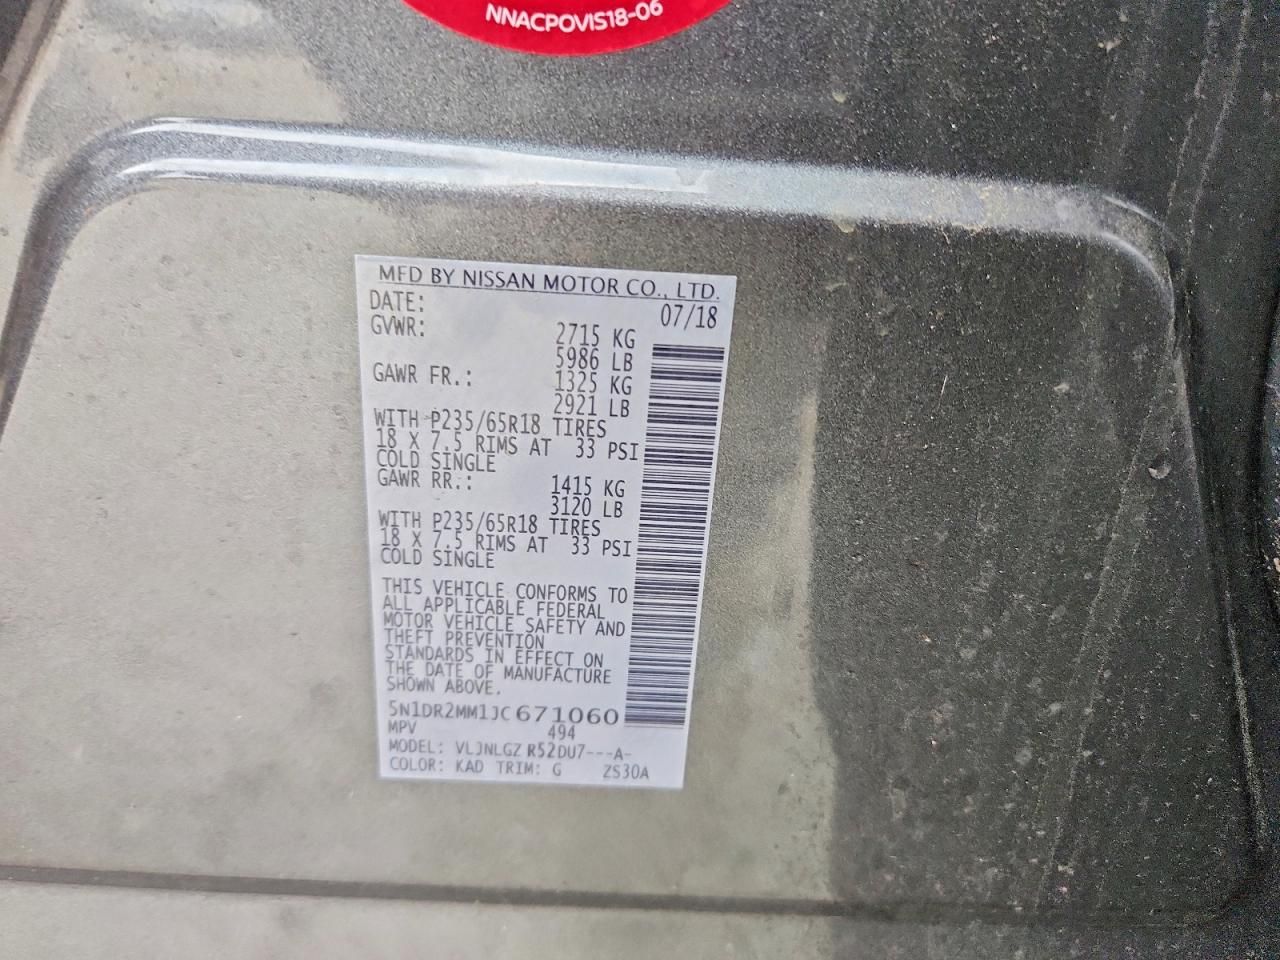 NNACPOVIS18-06
MFD BY NISSAN MOTOR CO., LTD.
DATE: 07/18
GVWR: 2715 KG
5986 LB
GAWR FR.: 1325 KG
2921 LB
WITH P235/65R18 TIRES
18 X 7.5 RIMS AT 33 PSI
COLD SINGLE
GAWR RR.: 1415 KG
3120 LB
WITH P235/65R18 TIRES
18 X 7.5 RIMS AT 33 PSI
COLD SINGLE
THIS VEHICLE CONFORMS TO
ALL APPLICABLE FEDERAL
MOTOR VEHICLE SAFETY AND
THEFT PREVENTION
STANDARDS IN EFFECT ON
THE DATE OF MANUFACTURE
SHOWN ABOVE.
5N1DR2MM1JC671060
MPV 494
MODEL: VLJNLGZ R52DU7---A-
COLOR: KAD TRIM: G ZS30A